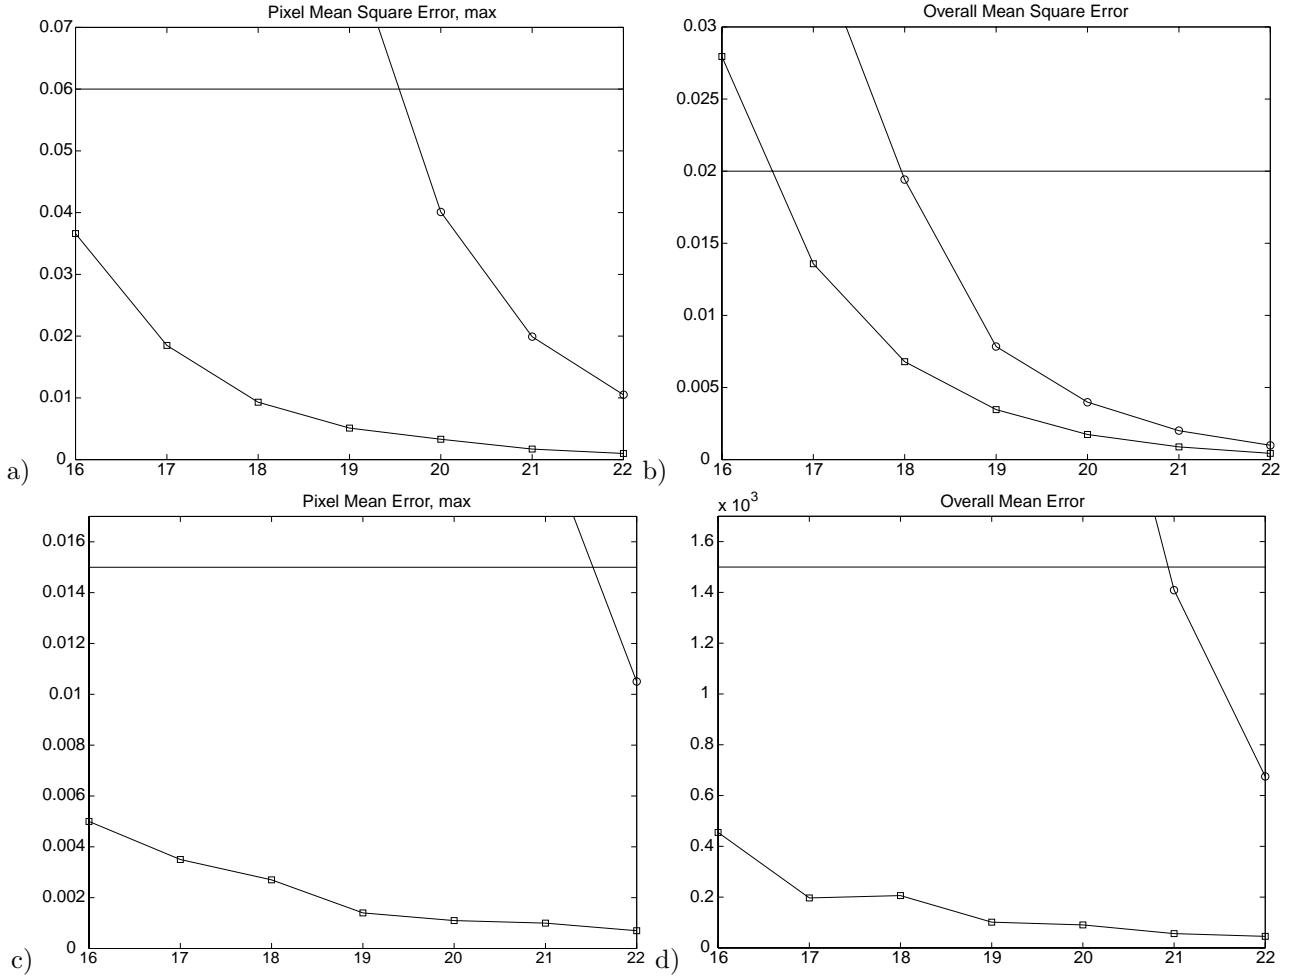 Pixel Mean Square Error, max
0.07
0.06
0.05
0.04
0.03
0.02
0.01
0
16 17 18 19 20 21 22
a)
Overall Mean Square Error
0.03
0.025
0.02
0.015
0.01
0.005
0
16 17 18 19 20 21 22
b)
Pixel Mean Error, max
0.016
0.014
0.012
0.01
0.008
0.006
0.004
0.002
0
16 17 18 19 20 21 22
c)
Overall Mean Error
x 10³
1.6
1.4
1.2
1
0.8
0.6
0.4
0.2
0
16 17 18 19 20 21 22
d)